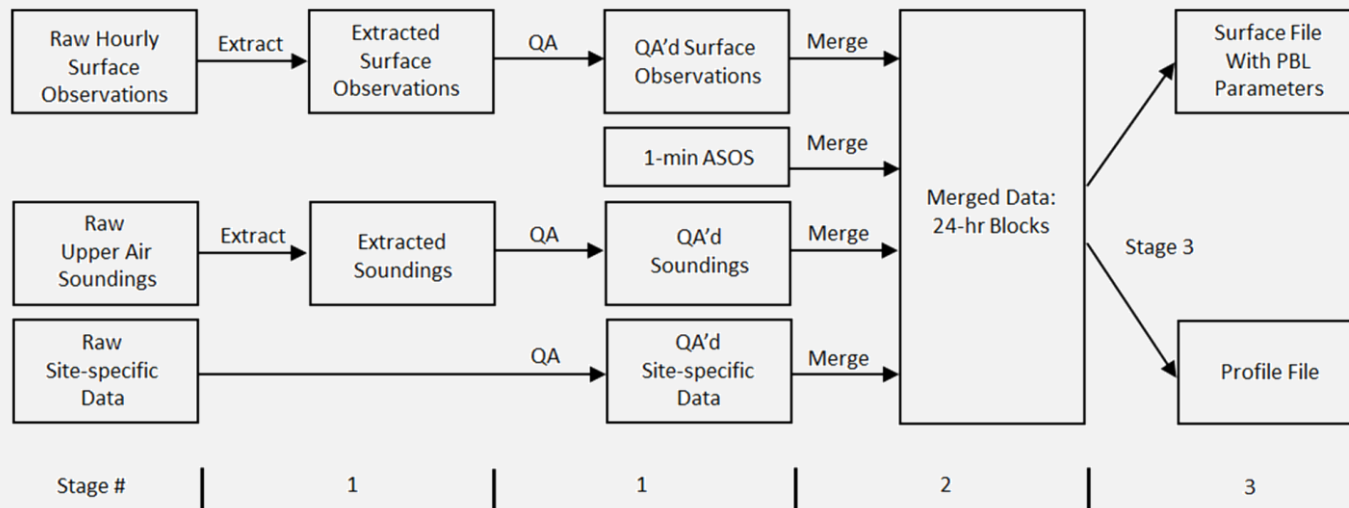 Raw Hourly
Surface
Observations
Extract
Extracted
Surface
Observations
QA
QA'd Surface
Observations
Merge
Surface File
With PBL
Parameters
1-min ASOS
Merge
Raw
Upper Air
Soundings
Extract
Extracted
Soundings
QA
QA'd
Soundings
Merge
Merged Data:
24-hr Blocks
Stage 3
Raw
Site-specific
Data
QA
QA'd
Site-specific
Data
Merge
Profile File
Stage # 1 1 2 3